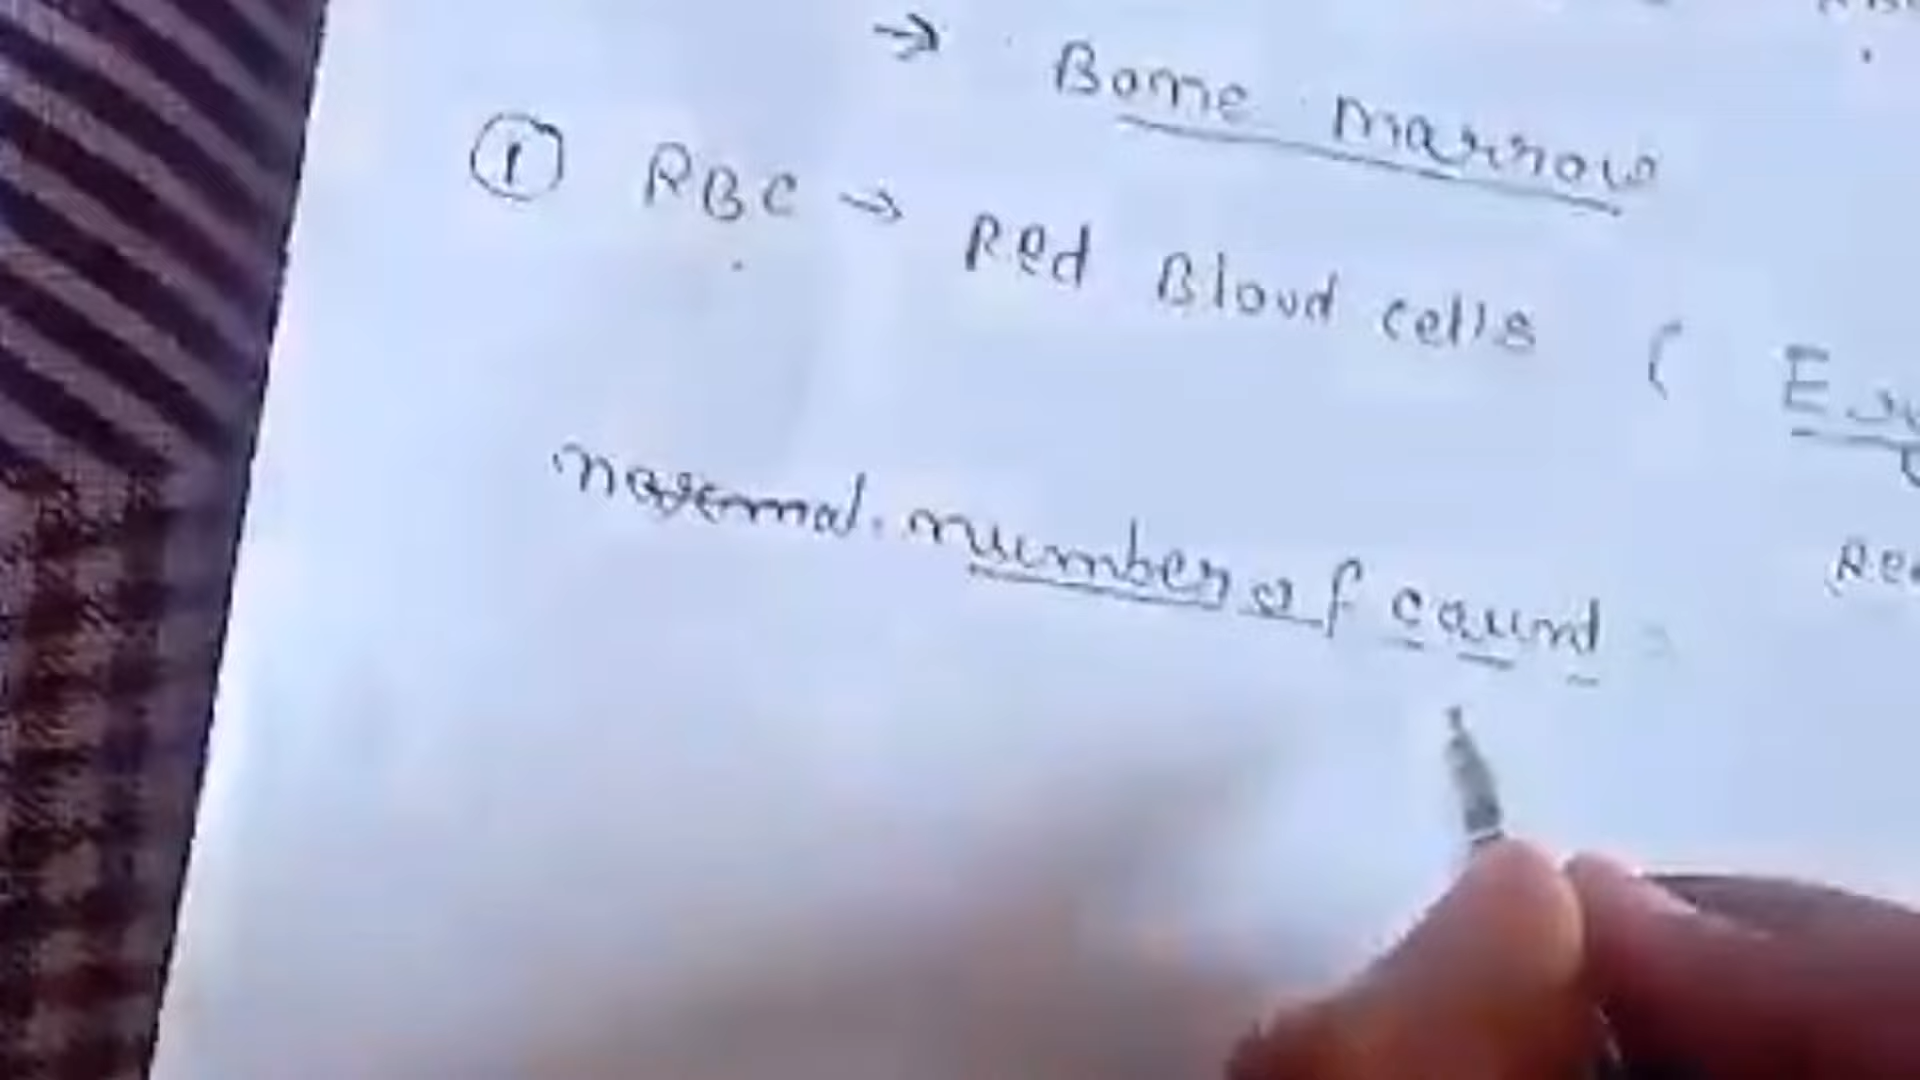 → Bone marrow
① RBC → Red Blood cells (
normal number of count